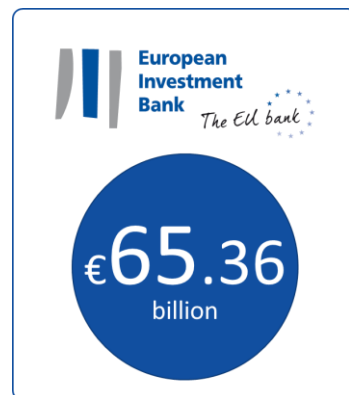 European
Investment
Bank
The EU bank
€65.36
billion